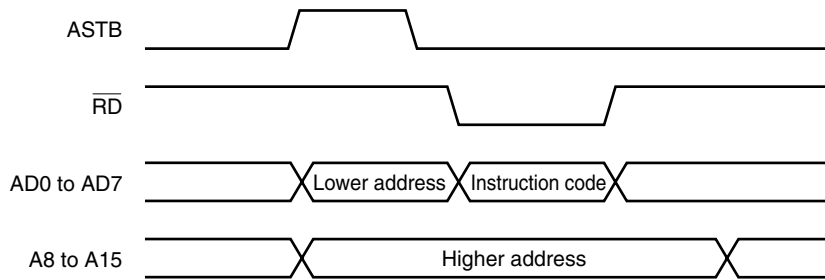 ASTB
RD
AD0 to AD7
Lower address
Instruction code
A8 to A15
Higher address